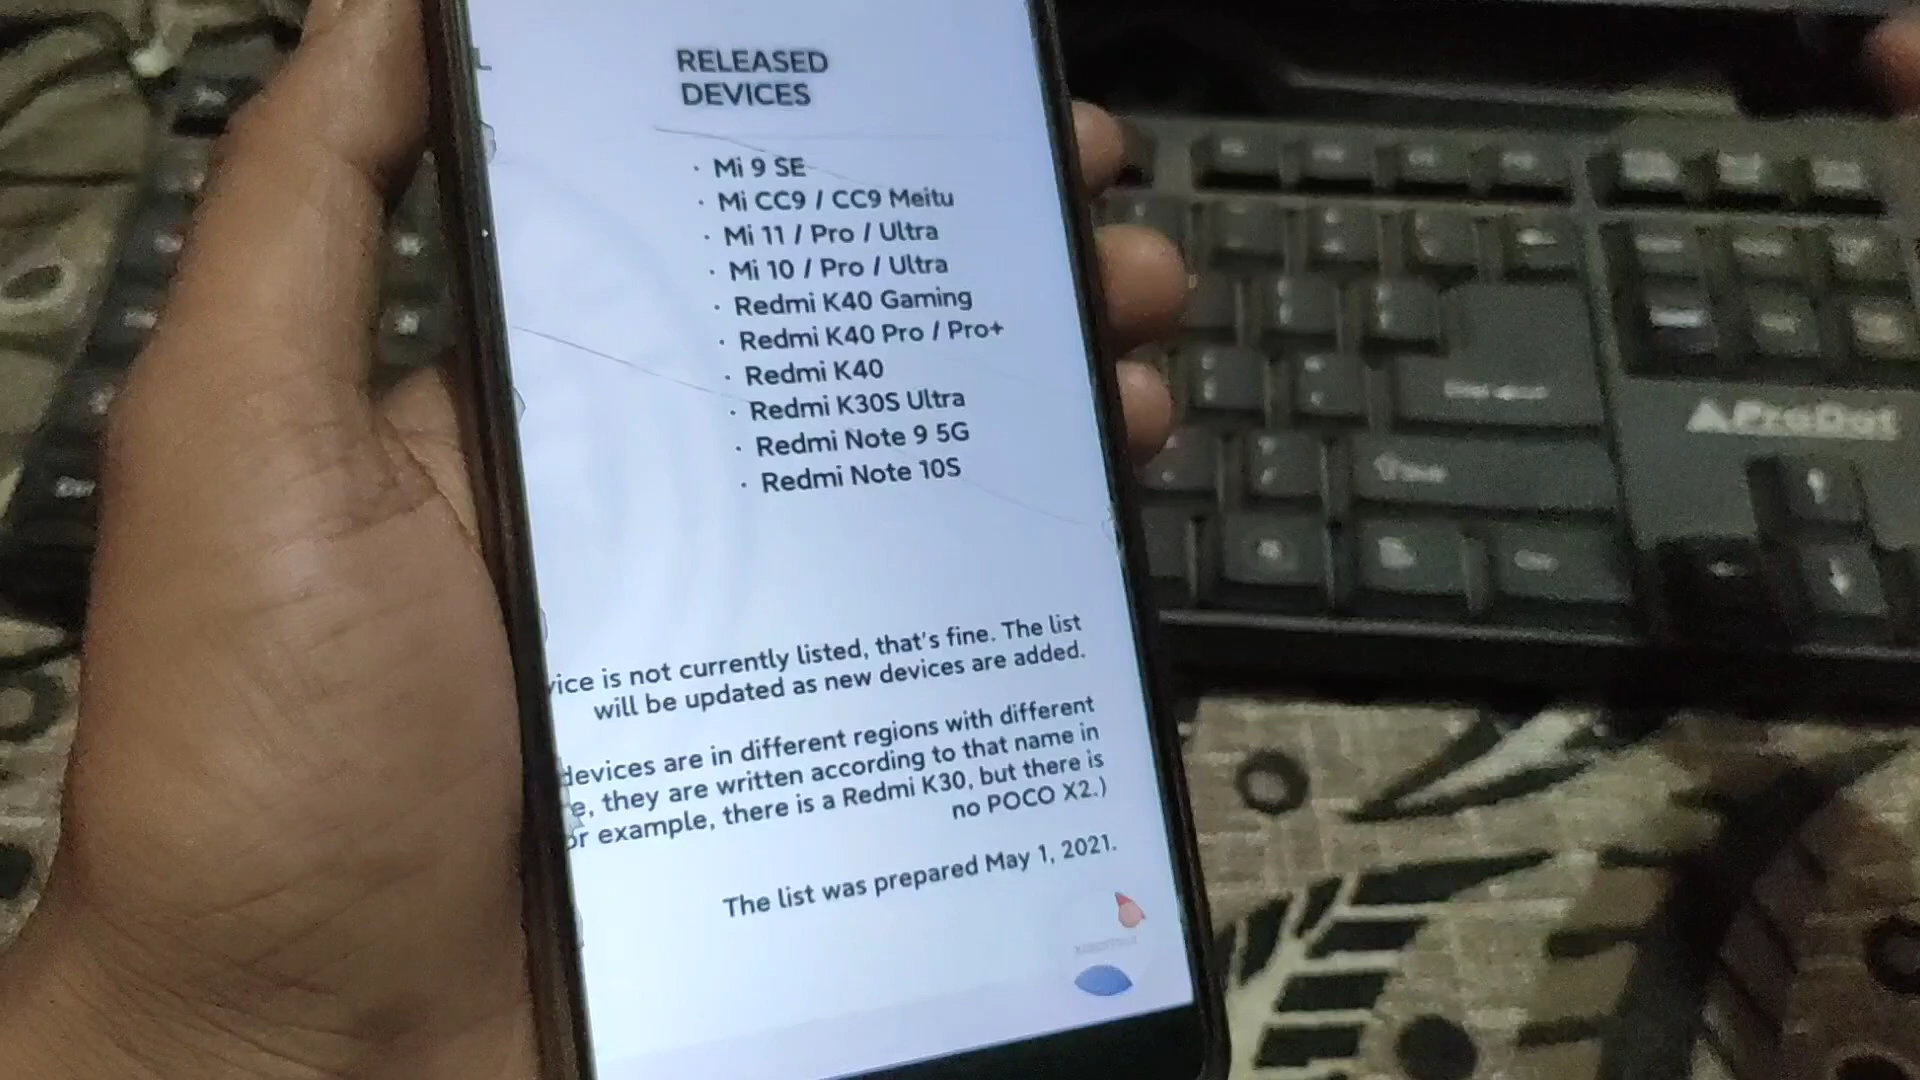 RELEASED
DEVICES
· Mi 9 SE
· Mi CC9 / CC9 Meitu
· Mi 11 / Pro / Ultra
· Mi 10 / Pro / Ultra
· Redmi K40 Gaming
· Redmi K40 Pro / Pro+
· Redmi K40
· Redmi K30S Ultra
· Redmi Note 9 5G
· Redmi Note 10S
is not currently listed, that's fine. The list
will be updated as new devices are added.
devices are in different regions with different
they are written according to that name in
example, there is a Redmi K30, but there is
no POCO X2.)
The list was prepared May 1, 2021.
ProDot